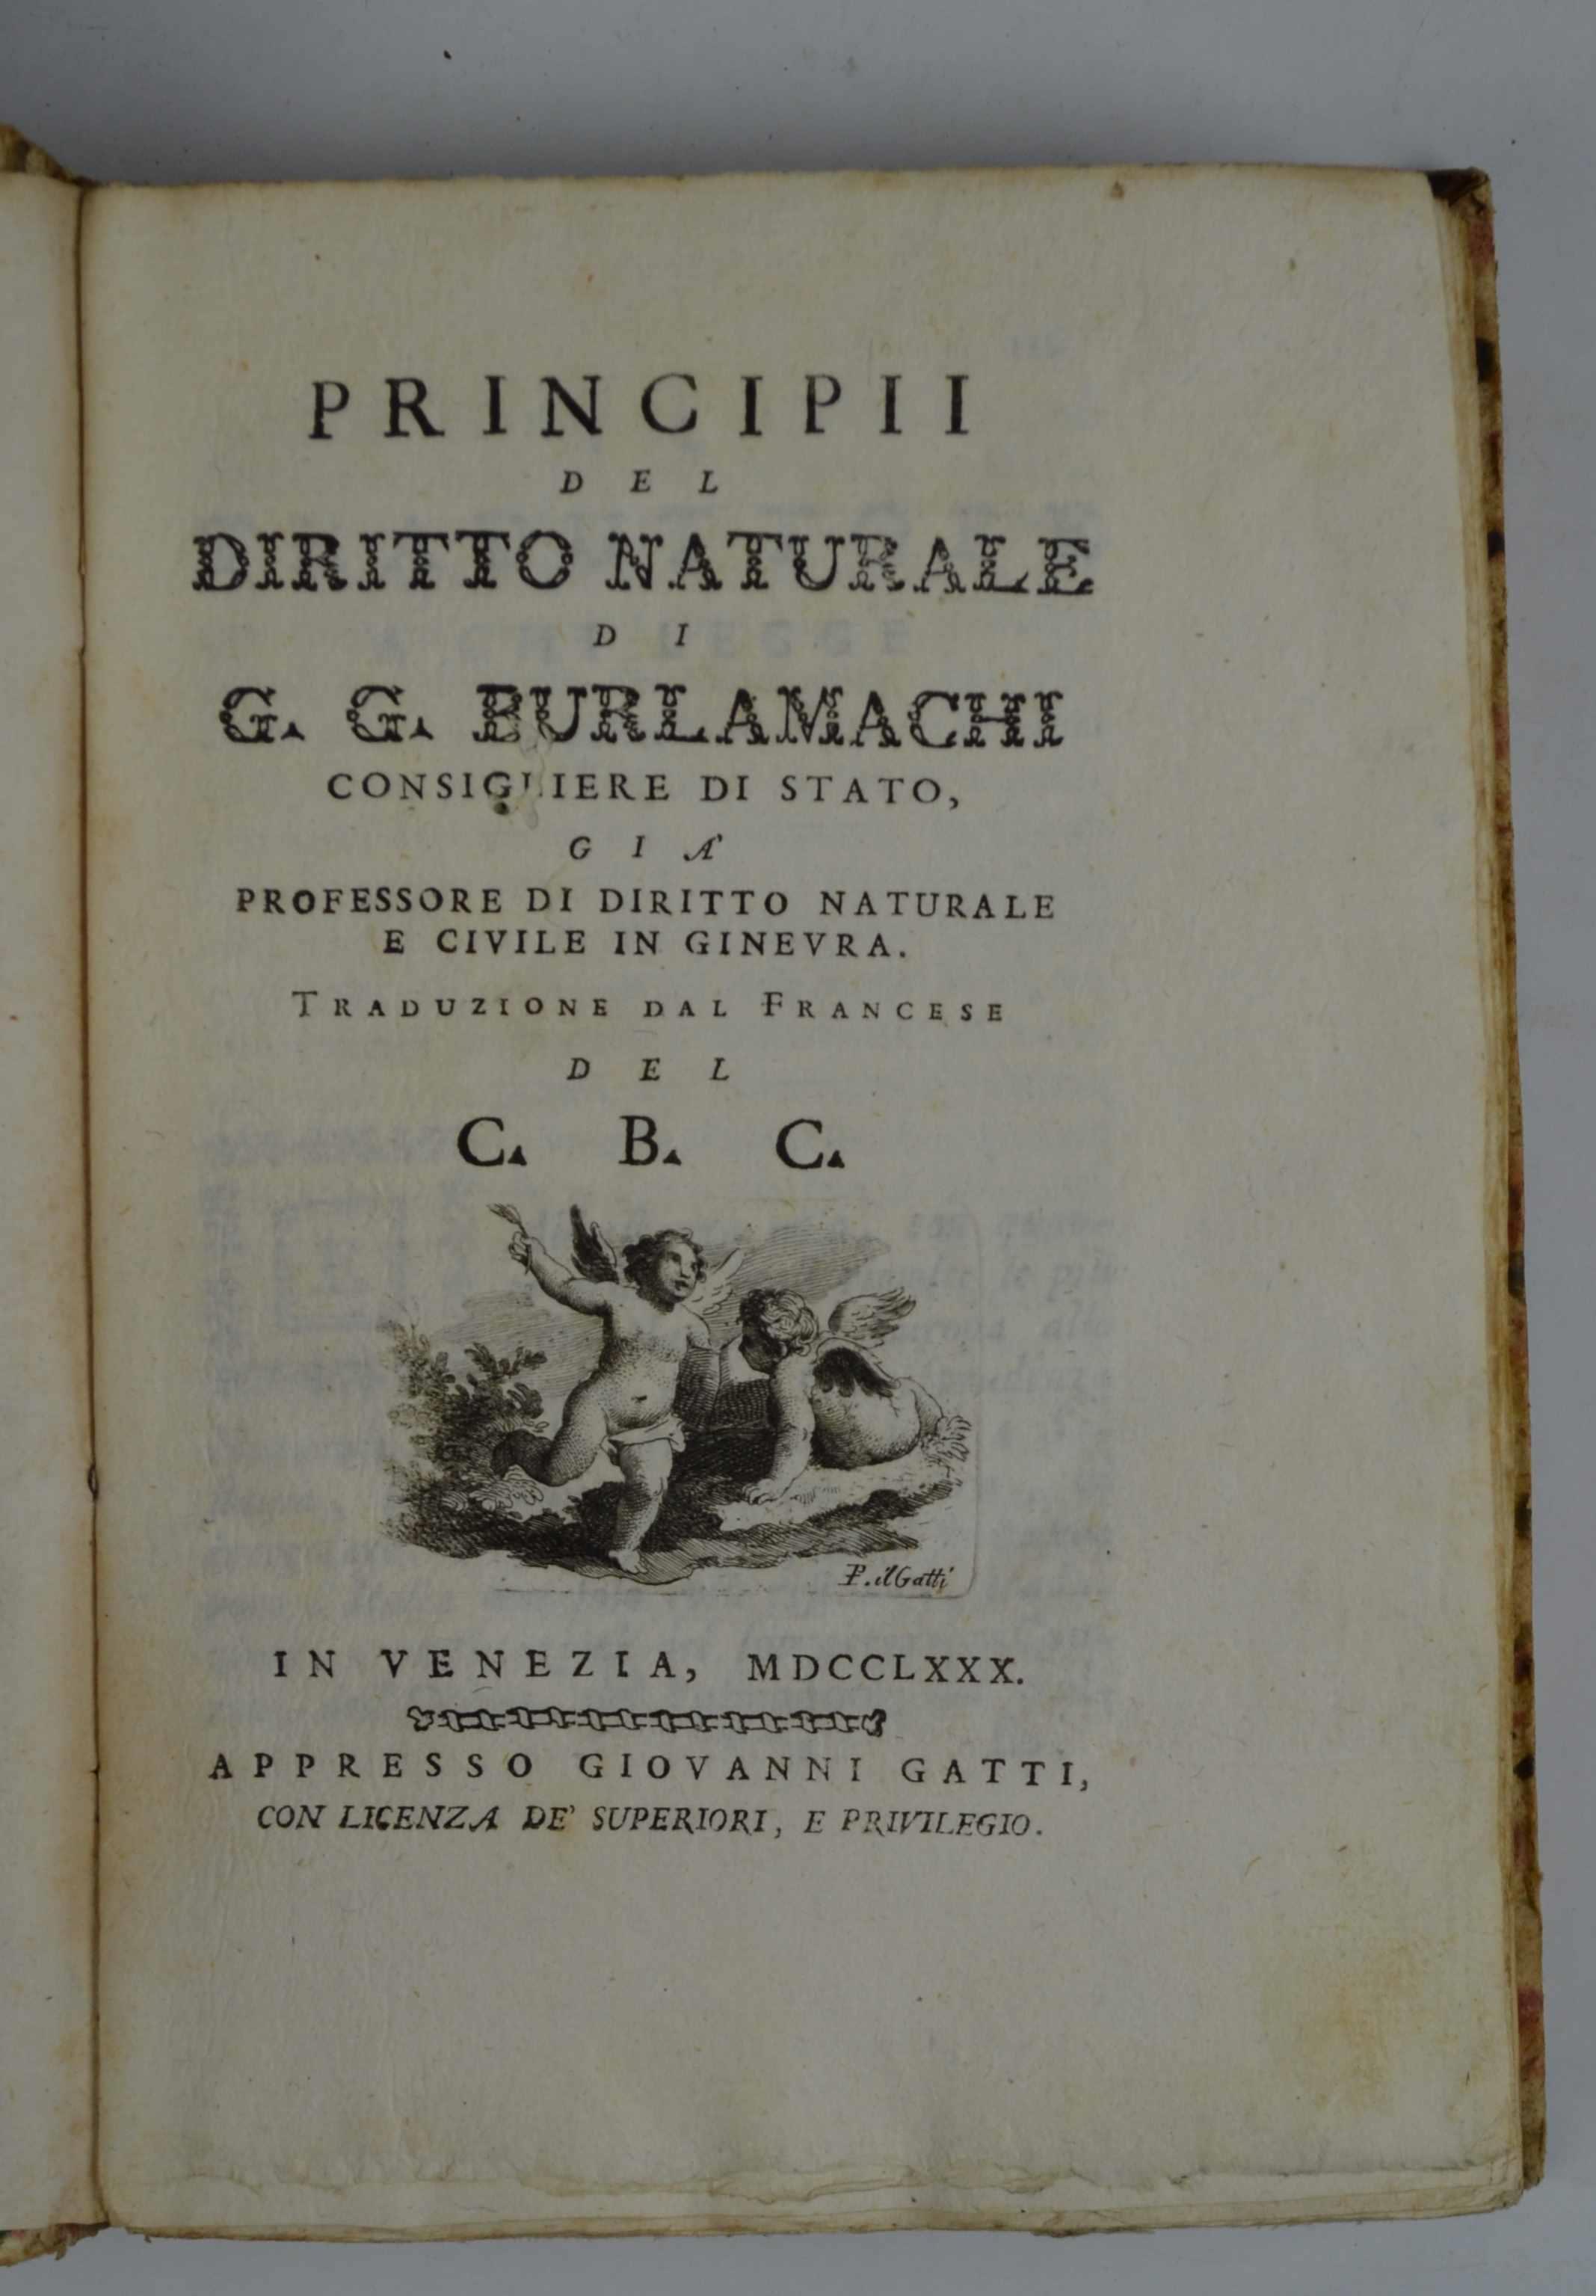 PRINCIPII
DEL
DIRITTO NATURALE
DI
G. G. BURLAMACHI
CONSIGLIERE DI STATO,
GIÀ
PROFESSORE DI DIRITTO NATURALE
E CIVILE IN GINEVRA.
TRADUZIONE DAL FRANCESE
DEL
C. B. C.
P. il Gatti
IN VENEZIA, MDCCLXXX.
APPRESSO GIOVANNI GATTI,
CON LICENZA DE' SUPERIORI, E PRIVILEGIO.